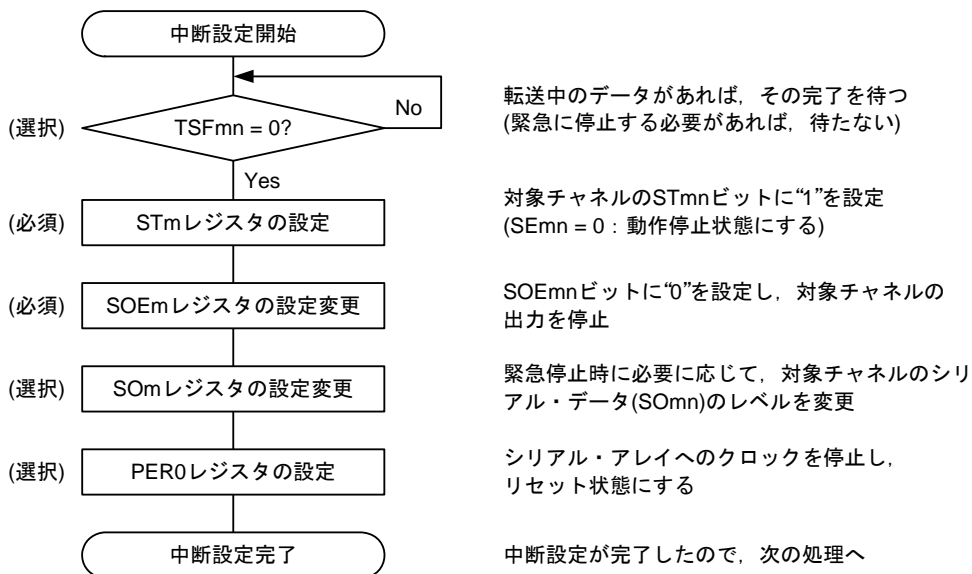 中断設定開始
No
(選択)
TSFmn = 0?
転送中のデータがあれば，その完了を待つ
(緊急に停止する必要があれば，待たない)
Yes
(必須)
STmレジスタの設定
対象チャネルのSTmnビットに“1”を設定
(SEmn = 0：動作停止状態にする)
(必須)
SOEmレジスタの設定変更
SOEmnビットに“0”を設定し，対象チャネルの
出力を停止
(選択)
SOmレジスタの設定変更
緊急停止時に必要に応じて，対象チャネルのシリ
アル・データ(SOmn)のレベルを変更
(選択)
PER0レジスタの設定
シリアル・アレイへのクロックを停止し，
リセット状態にする
中断設定完了
中断設定が完了したので，次の処理へ